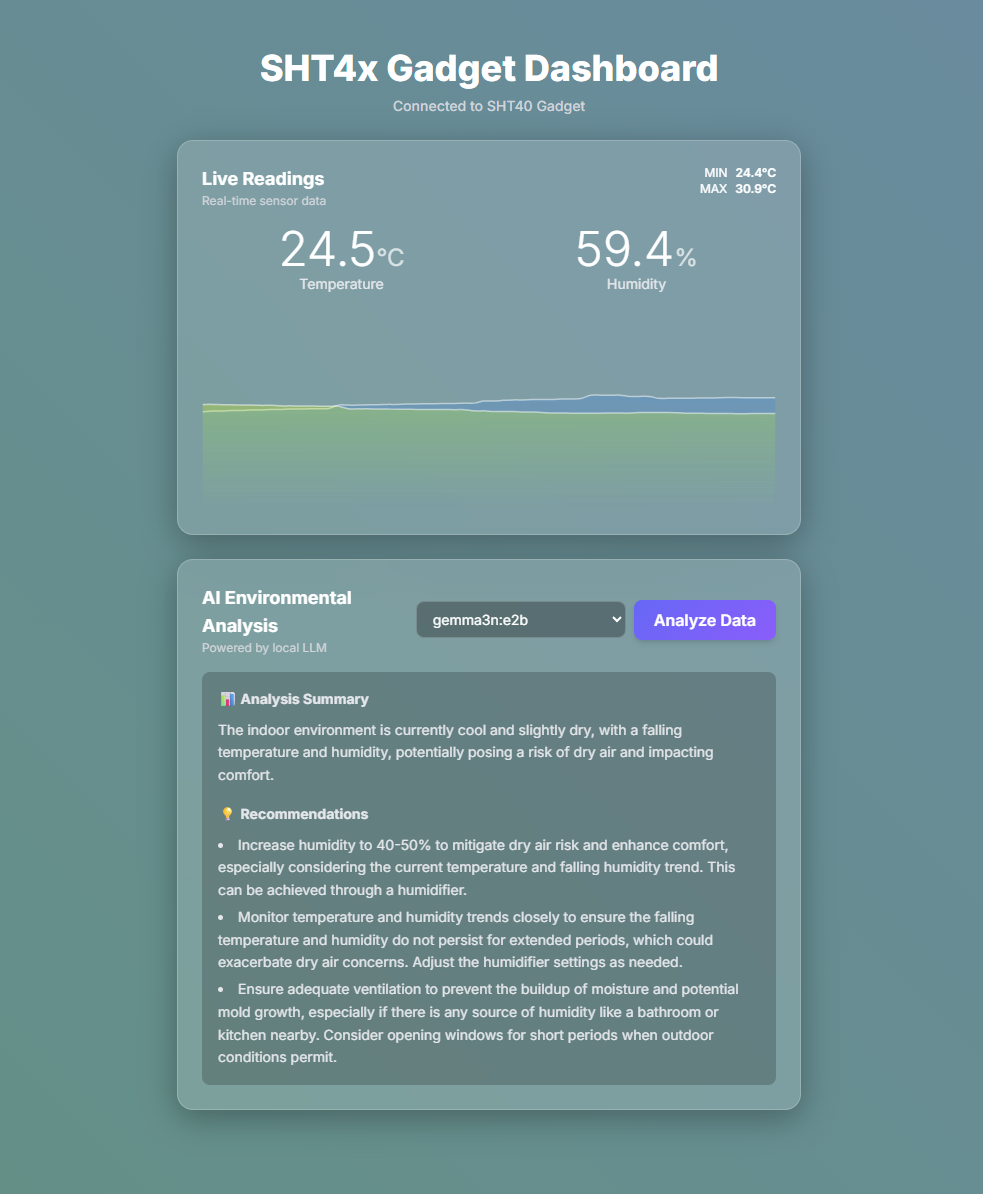 SHT4x Gadget Dashboard
Connected to SHT40 Gadget
Live Readings
Real-time sensor data
MIN 24.4°C
MAX 30.9°C
24.5°C
Temperature
59.4%
Humidity
AI Environmental
Analysis
Powered by local LLM
gemma3n:e2b
Analyze Data
📊 Analysis Summary
The indoor environment is currently cool and slightly dry, with a falling
temperature and humidity, potentially posing a risk of dry air and impacting
comfort.
💡 Recommendations
• Increase humidity to 40-50% to mitigate dry air risk and enhance comfort,
especially considering the current temperature and falling humidity trend. This
can be achieved through a humidifier.
• Monitor temperature and humidity trends closely to ensure the falling
temperature and humidity do not persist for extended periods, which could
exacerbate dry air concerns. Adjust the humidifier settings as needed.
• Ensure adequate ventilation to prevent the buildup of moisture and potential
mold growth, especially if there is any source of humidity like a bathroom or
kitchen nearby. Consider opening windows for short periods when outdoor
conditions permit.